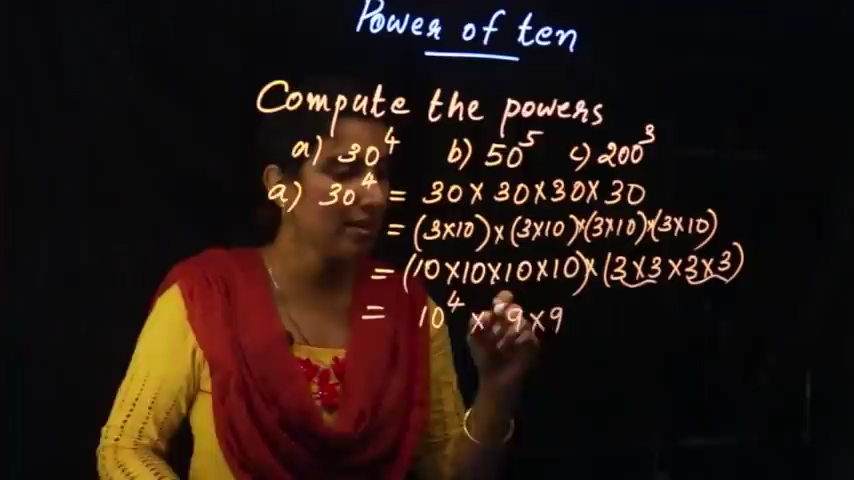 Power of ten
Compute the powers
a) 30⁴ b) 50⁵ c) 200³
a) 30⁴ = 30 × 30 × 30 × 30
= (3×10) × (3×10) × (3×10) × (3×10)
= (10×10×10×10) × (3×3×3×3)
= 10⁴ × 9 × 9